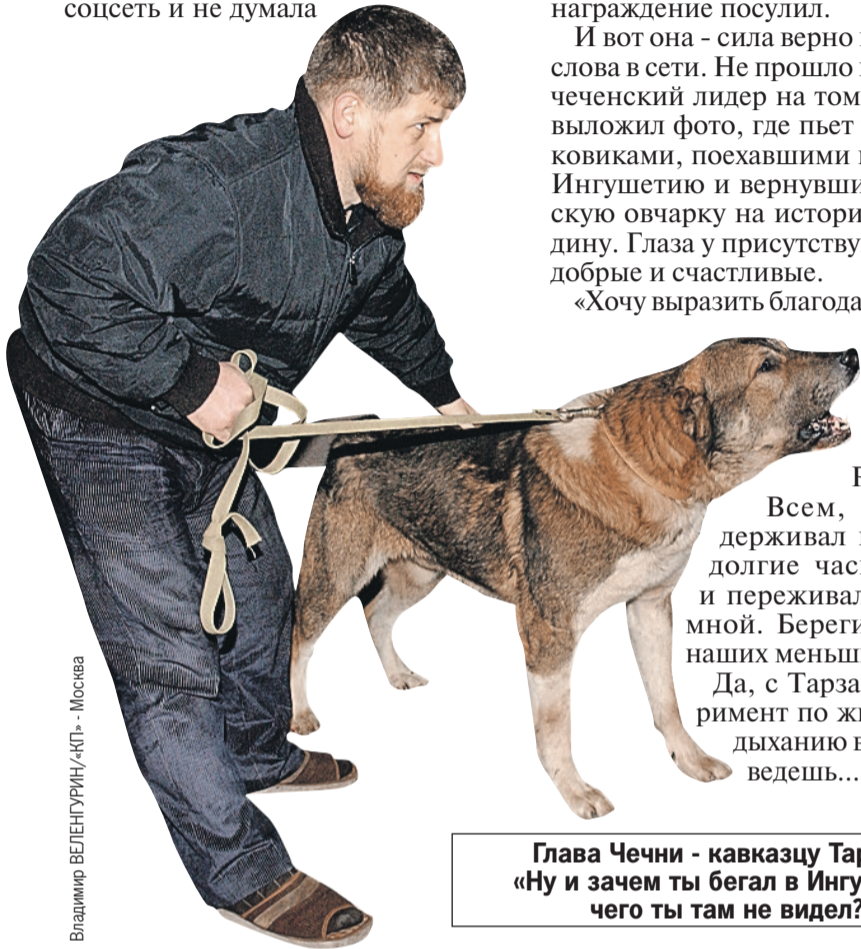 соцсеть и не думала
награждение посулил.
И вот она - сила верно
слова в сети. Не прошло
чеченский лидер на том
выложил фото, где пьет
ковиками, поехавшими
Ингушетию и вернувши
скую овчарку на истори
дину. Глаза у присутству
добрые и счастливые.
«Хочу выразить благода
Всем,
держивал
долгие час
и переживал
мной. Береги
наших меньш
Да, с Тарза
римент по ж
дыханию
ведешь...
Владимир ВЕЛЕНГУРИН/«КП» - Москва
Глава Чечни - кавказцу Тар
«Ну и зачем ты бегал в Ингу
чего ты там не видел?